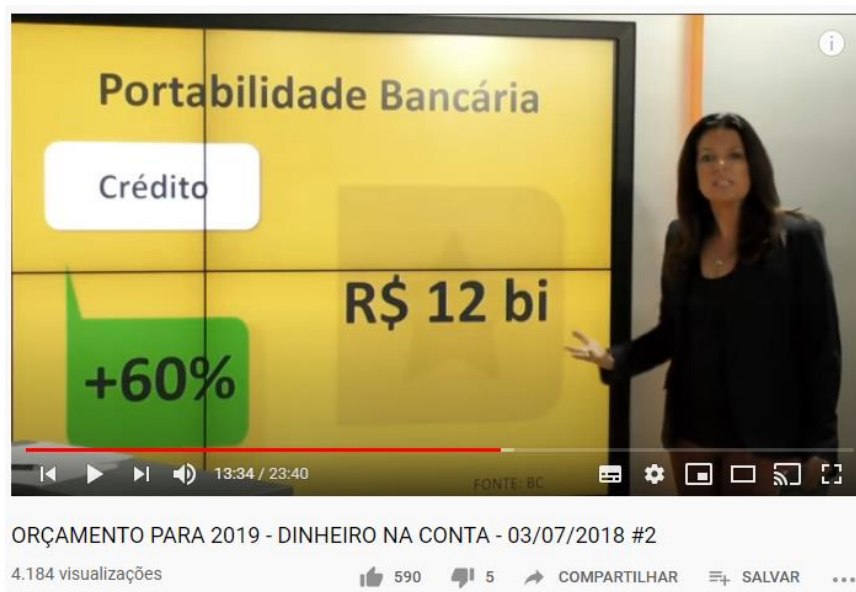 Portabilidade Bancária
Crédito
R$ 12 bi
+60%
13:34 / 23:40
FONTE: BC
ORÇAMENTO PARA 2019 - DINHEIRO NA CONTA - 03/07/2018 #2
4.184 visualizações
590
5
COMPARTILHAR
SALVAR